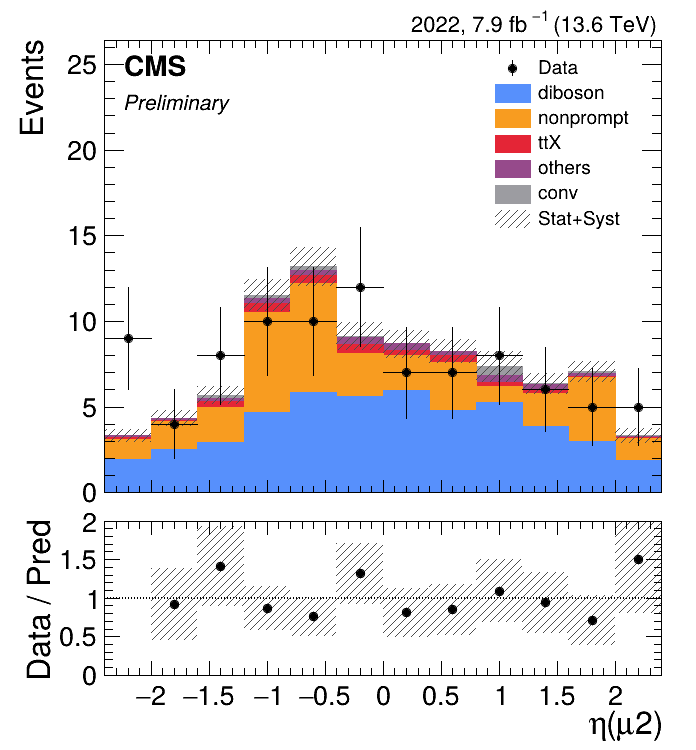 2022, 7.9 fb⁻¹ (13.6 TeV)
CMS
Preliminary
Events
25
20
15
10
5
0
Data
diboson
nonprompt
ttX
others
conv
Stat+Syst
Data / Pred
2
1.5
1
0.5
0
−2 −1.5 −1 −0.5 0 0.5 1 1.5 2
η(μ2)